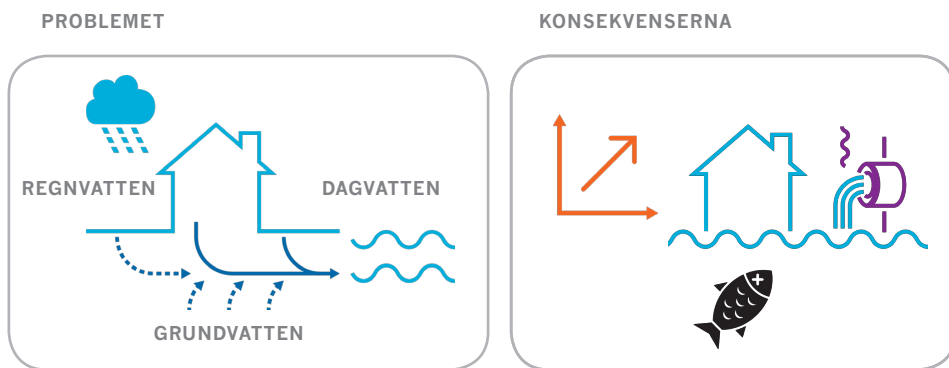 PROBLEMET
KONSEKVENSERNA
REGNVATTEN
DAGVATTEN
GRUNDVATTEN